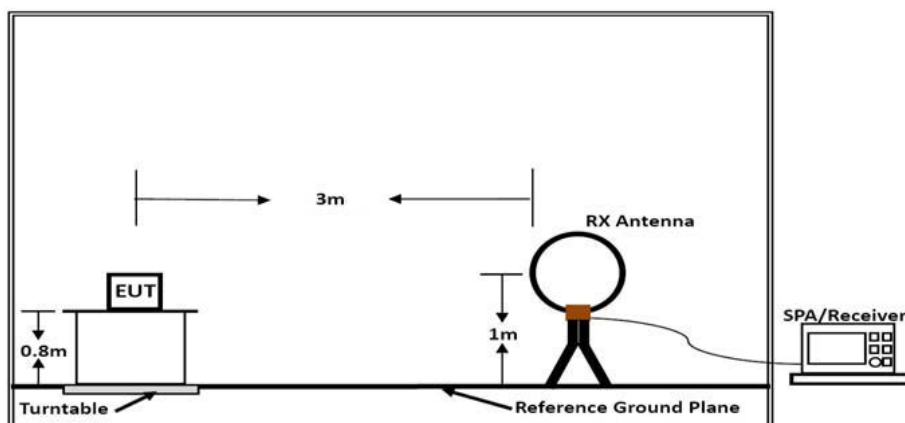 3m
RX Antenna
EUT
SPA/Receiver
0.8m
1m
Turntable
Reference Ground Plane